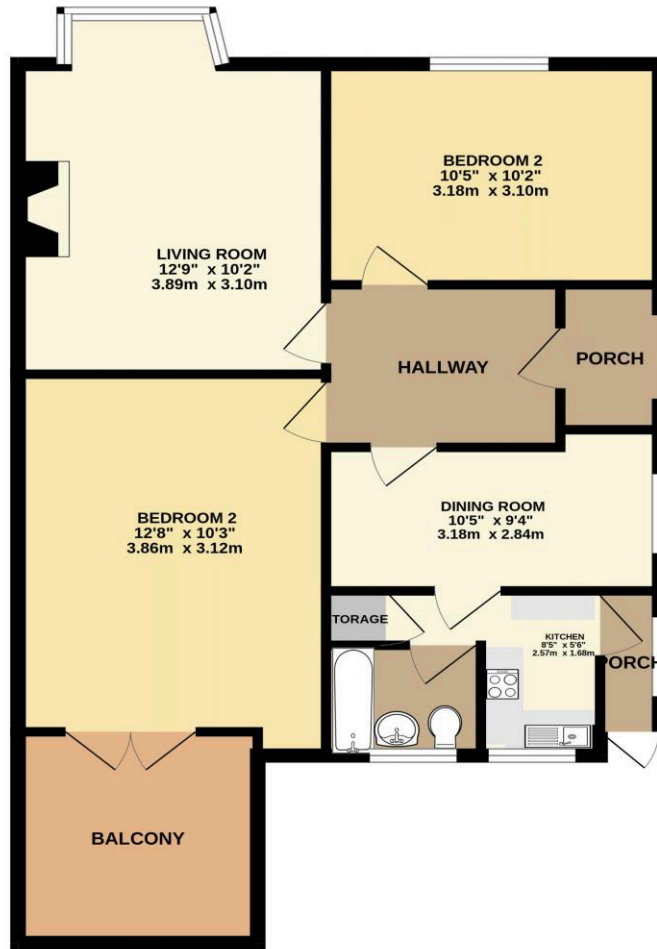 BEDROOM 2
10'5" x 10'2"
3.18m x 3.10m
LIVING ROOM
12'9" x 10'2"
3.89m x 3.10m
HALLWAY
PORCH
BEDROOM 2
12'8" x 10'3"
3.86m x 3.12m
DINING ROOM
10'5" x 9'4"
3.18m x 2.84m
TORAGE
KITCHEN
8'5" x 5'6"
2.57m x 1.68m
PORCH
BALCONY